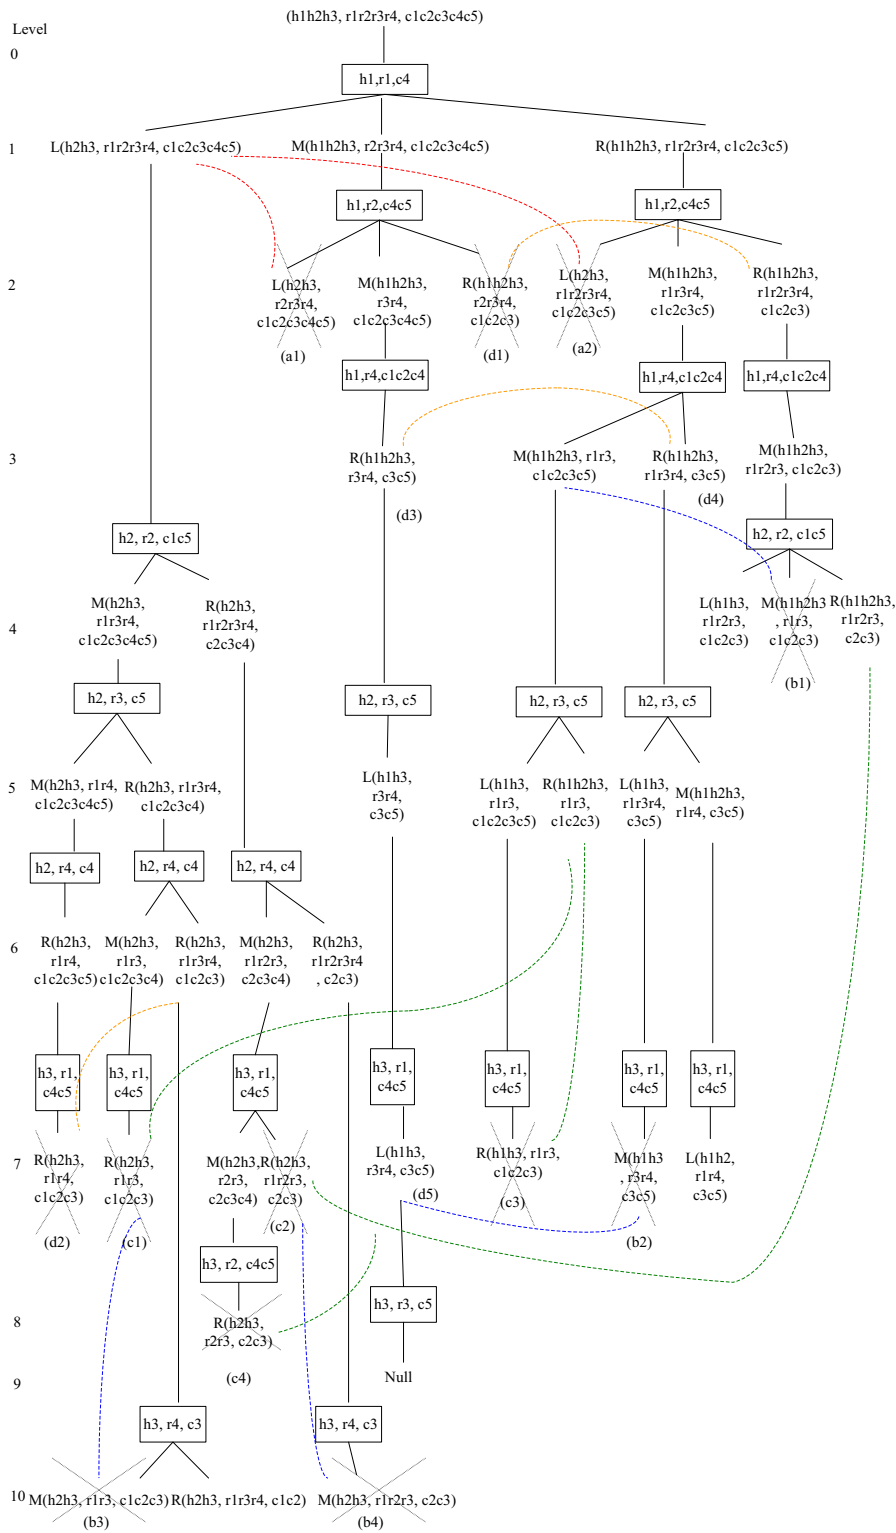 (h1h2h3, r1r2r3r4, c1c2c3c4c5)
Level
0
h1,r1,c4
1
L(h2h3, r1r2r3r4, c1c2c3c4c5)
M(h1h2h3, r2r3r4, c1c2c3c4c5)
R(h1h2h3, r1r2r3r4, c1c2c3c5)
h1,r2,c4c5
h1,r2,c4c5
2
L(h2h3,
r2r3r4,
c1c2c3c4c5)
(a1)
M(h1h2h3,
r3r4,
c1c2c3c4c5)
R(h1h2h3,
r2r3r4,
c1c2c3)
(d1)
L(h2h3,
r1r2r3r4,
c1c2c3c5)
(a2)
M(h1h2h3,
r1r3r4,
c1c2c3c5)
R(h1h2h3,
r1r2r3r4,
c1c2c3)
h1,r4,c1c2c4
h1,r4,c1c2c4
h1,r4,c1c2c4
3
R(h1h2h3,
r3r4, c3c5)
(d3)
M(h1h2h3, r1r3,
c1c2c3c5)
R(h1h2h3,
r1r3r4, c3c5)
(d4)
M(h1h2h3,
r1r2r3, c1c2c3)
h2, r2, c1c5
h2, r2, c1c5
4
M(h2h3,
r1r3r4,
c1c2c3c4c5)
R(h2h3,
r1r2r3r4,
c2c3c4)
L(h1h3,
r1r2r3,
c1c2c3)
M(h1h2h3
, r1r3,
c1c2c3)
(b1)
R(h1h2h3,
r1r2r3,
c2c3)
h2, r3, c5
h2, r3, c5
h2, r3, c5
h2, r3, c5
5
M(h2h3, r1r4,
c1c2c3c4c5)
R(h2h3, r1r3r4,
c1c2c3c4)
L(h1h3,
r3r4,
c3c5)
L(h1h3,
r1r3,
c1c2c3c5)
R(h1h2h3,
r1r3,
c1c2c3)
L(h1h3,
r1r3r4,
c3c5)
M(h1h2h3,
r1r4, c3c5)
h2, r4, c4
h2, r4, c4
h2, r4, c4
6
R(h2h3,
r1r4,
c1c2c3c5)
M(h2h3,
r1r3,
c1c2c3c4)
R(h2h3,
r1r3r4,
c1c2c3)
M(h2h3,
r1r2r3,
c2c3c4)
R(h2h3,
r1r2r3r4
, c2c3)
h3, r1,
c4c5
h3, r1,
c4c5
h3, r1,
c4c5
h3, r1,
c4c5
h3, r1,
c4c5
h3, r1,
c4c5
h3, r1,
c4c5
7
R(h2h3,
r1r4,
c1c2c3)
(d2)
R(h2h3,
r1r3,
c1c2c3)
(c1)
M(h2h3,
r2r3,
c2c3c4)
R(h2h3,
r1r2r3,
c2c3)
(c2)
L(h1h3,
r3r4, c3c5)
(d5)
R(h1h3, r1r3,
c1c2c3)
(c3)
M(h1h3
, r3r4,
c3c5)
(b2)
L(h1h2,
r1r4,
c3c5)
h3, r2, c4c5
h3, r3, c5
8
R(h2h3,
r2r3, c2c3)
(c4)
Null
9
h3, r4, c3
h3, r4, c3
10
M(h2h3, r1r3, c1c2c3)
(b3)
R(h2h3, r1r3r4, c1c2)
M(h2h3, r1r2r3, c2c3)
(b4)